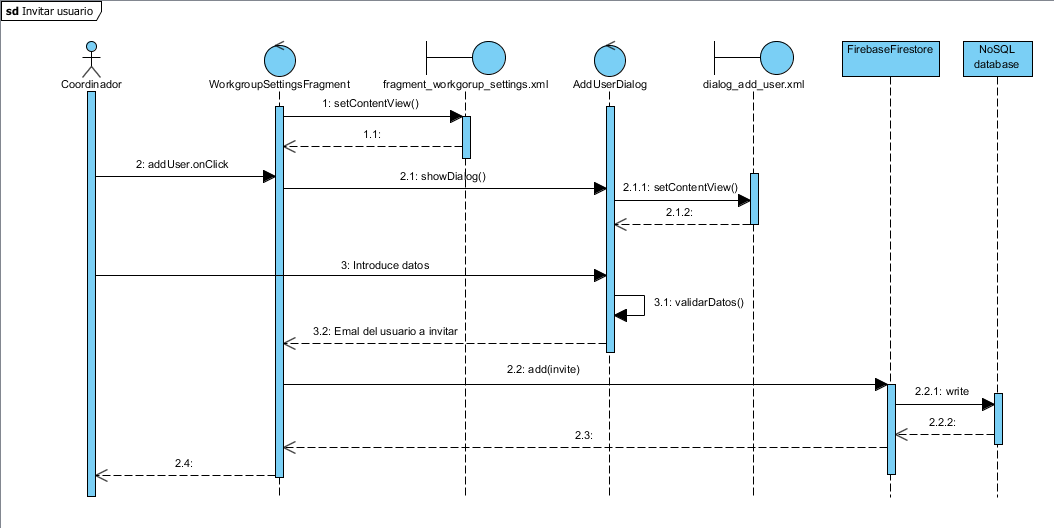 sd Invitar usuario
Coordinador
WorkgroupSettingsFragment
fragment_workgorup_settings.xml
AddUserDialog
dialog_add_user.xml
FirebaseFirestore
NoSQL
database
1: setContentView()
1.1:
2: addUser.onClick
2.1: showDialog()
2.1.1: setContentView()
2.1.2:
3: Introduce datos
3.1: validarDatos()
3.2: Emal del usuario a invitar
2.2: add(invite)
2.2.1: write
2.2.2:
2.3:
2.4: